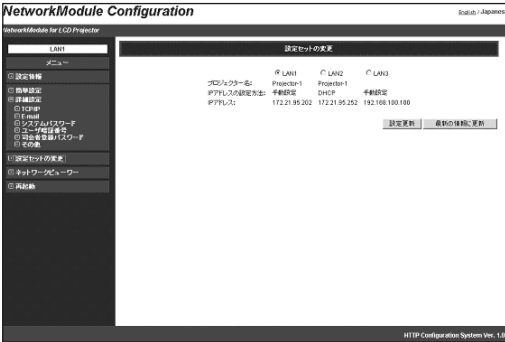 NetworkModule Configuration
English / Japanese
NetworkModule for LCD Projector
LAN1
メニュー
設定情報
簡単設定
詳細設定
TCP/IP
E-mail
システムパスワード
ユーザ暗証番号
司会者登録パスワード
その他
設定セットの変更
ネットワークビューワー
再起動
設定セットの変更
LAN1 LAN2 LAN3
プロジェクター名: Projector-1 Projector-1
IPアドレスの設定方法: 手動設定 DHCP 手動設定
IPアドレス: 172.21.95.202 172.21.95.252 192.168.100.100
設定更新 最新の情報に更新
HTTP Configuration System Ver. 1.0